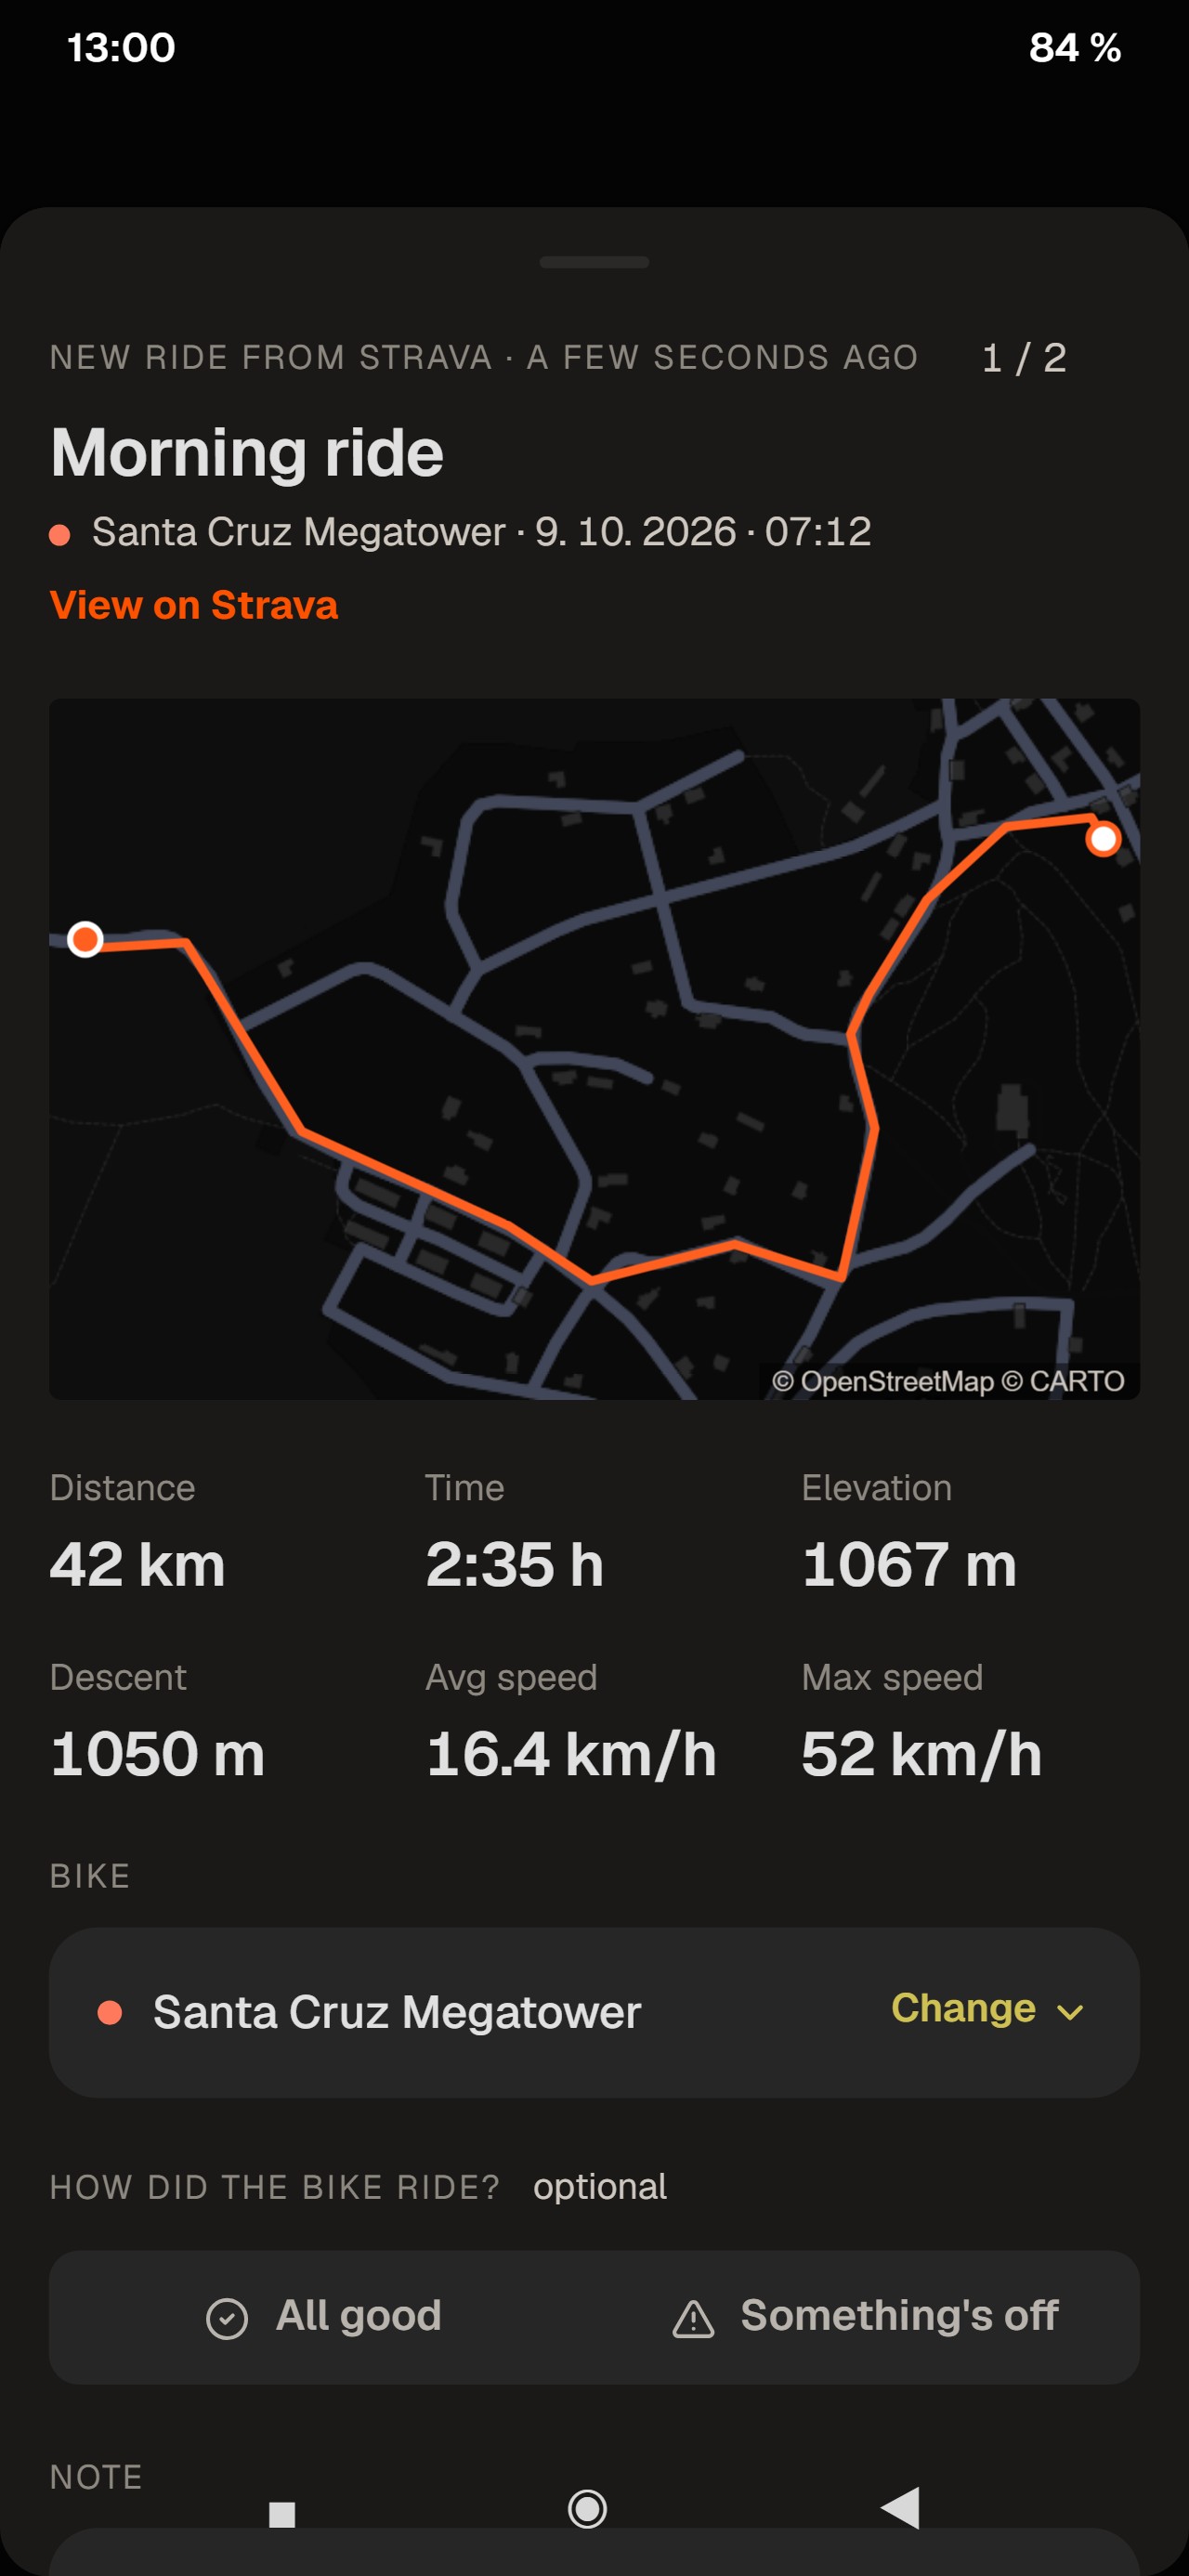 13:00 84 %
NEW RIDE FROM STRAVA · A FEW SECONDS AGO 1 / 2
Morning ride
Santa Cruz Megatower · 9. 10. 2026 · 07:12
View on Strava
© OpenStreetMap © CARTO
Distance Time Elevation
42 km 2:35 h 1067 m
Descent Avg speed Max speed
1050 m 16.4 km/h 52 km/h
BIKE
Santa Cruz Megatower Change
HOW DID THE BIKE RIDE? optional
All good Something's off
NOTE